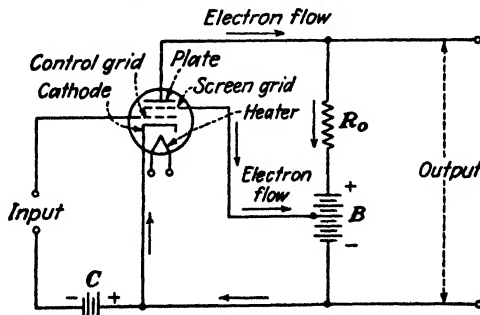 Electron flow
Plate
Control grid
Screen grid
Cathode
Heater
R₀
Electron
flow
Output
Input
+
B
-
C
- +